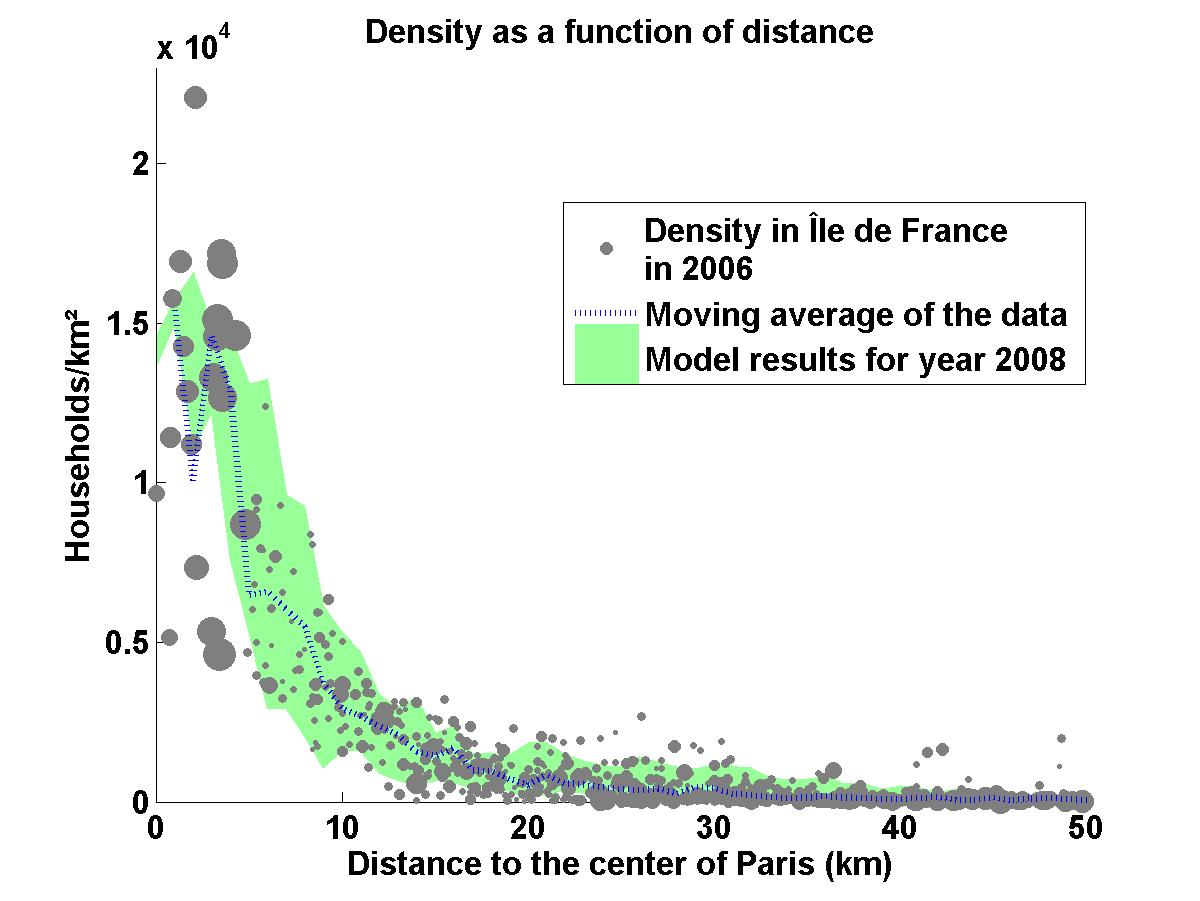 Density as a function of distance
x 10⁴
2
1.5
1
0.5
0
Households/km²
Density in Île de France
in 2006
Moving average of the data
Model results for year 2008
0 10 20 30 40 50
Distance to the center of Paris (km)